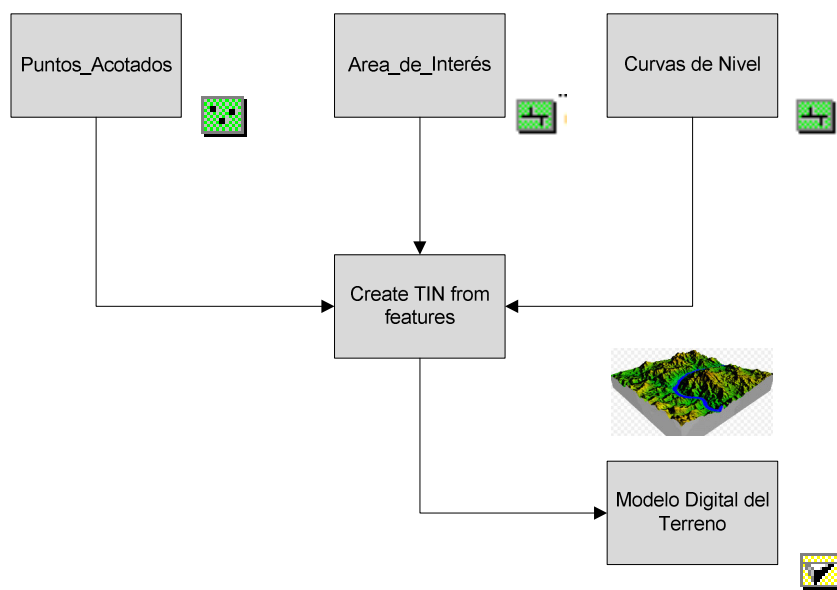 Puntos_Acotados
Area_de_Interés
Curvas de Nivel
Create TIN from
features
Modelo Digital del
Terreno